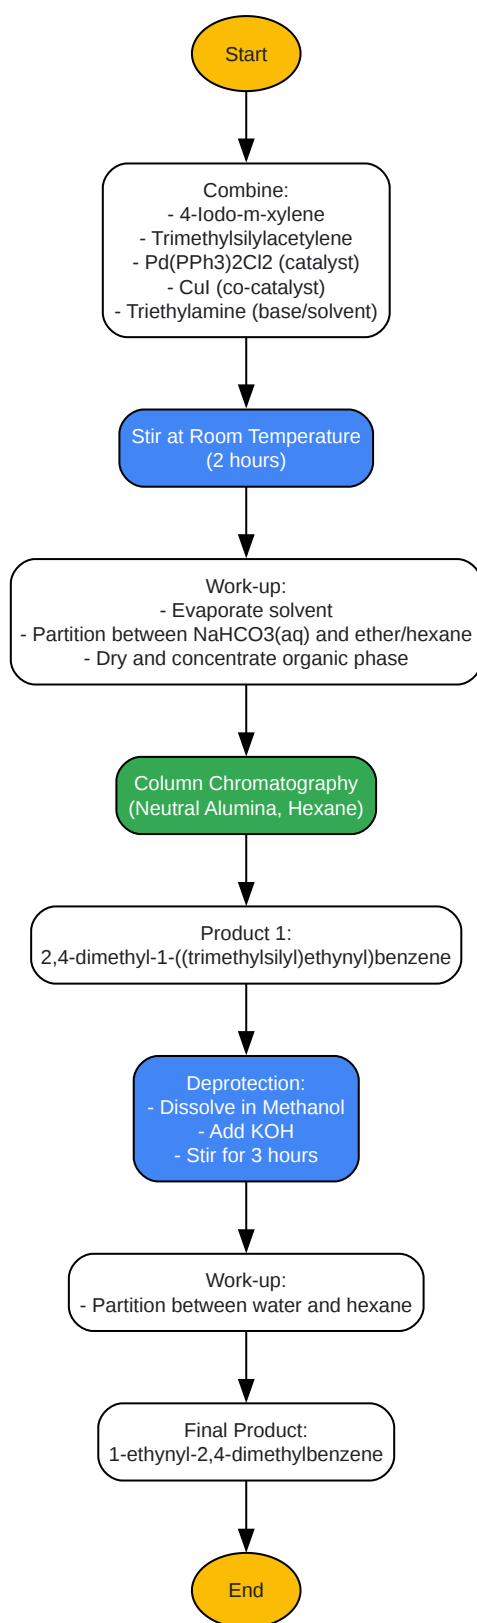 Start
Combine:
- 4-Iodo-m-xylene
- Trimethylsilylacetylene
- Pd(PPh3)2Cl2 (catalyst)
- CuI (co-catalyst)
- Triethylamine (base/solvent)
Stir at Room Temperature
(2 hours)
Work-up:
- Evaporate solvent
- Partition between NaHCO3(aq) and ether/hexane
- Dry and concentrate organic phase
Column Chromatography
(Neutral Alumina, Hexane)
Product 1:
2,4-dimethyl-1-((trimethylsilyl)ethynyl)benzene
Deprotection:
- Dissolve in Methanol
- Add KOH
- Stir for 3 hours
Work-up:
- Partition between water and hexane
Final Product:
1-ethynyl-2,4-dimethylbenzene
End